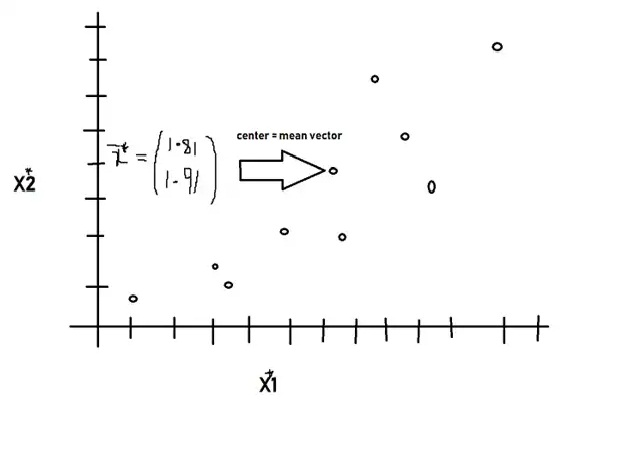 center = mean vector
x̄* = (1.81
1.91)
X2*
X1*